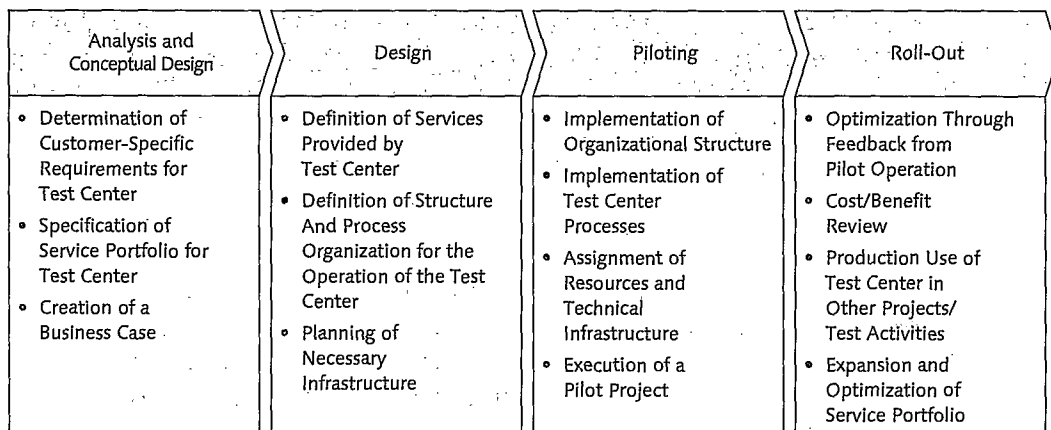 Analysis and
Conceptual Design
Determination of
Customer-Specific
Requirements for
Test Center
Specification of
Service Portfolio for
Test Center
Creation of a
Business Case
Design
Definition of Services
Provided by
Test Center
Definition of Structure
And Process
Organization for the
Operation of the Test
Center
Planning of
Necessary
Infrastructure
Piloting
Implementation of
Organizational Structure
Implementation of
Test Center
Processes
Assignment of
Resources and
Technical
Infrastructure
Execution of a
Pilot Project
Roll-Out
Optimization Through
Feedback from
Pilot Operation
Cost/Benefit
Review
Production Use of
Test Center in
Other Projects/
Test Activities
Expansion and
Optimization of
Service Portfolio